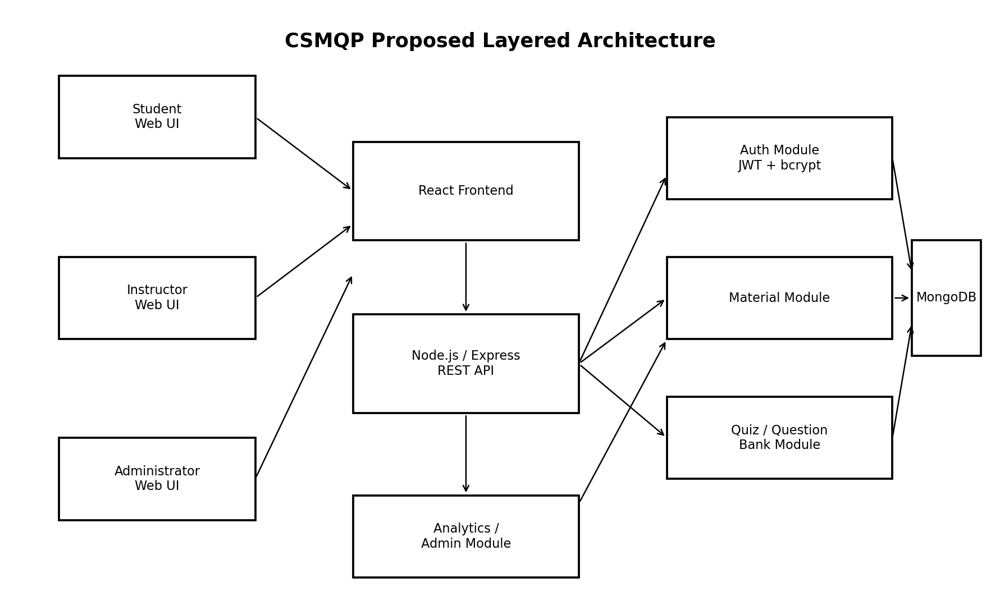 CSMQP Proposed Layered Architecture
Student
Web UI
React Frontend
Auth Module
JWT + bcrypt
Instructor
Web UI
Material Module
MongoDB
Node.js / Express
REST API
Quiz / Question
Bank Module
Administrator
Web UI
Analytics /
Admin Module